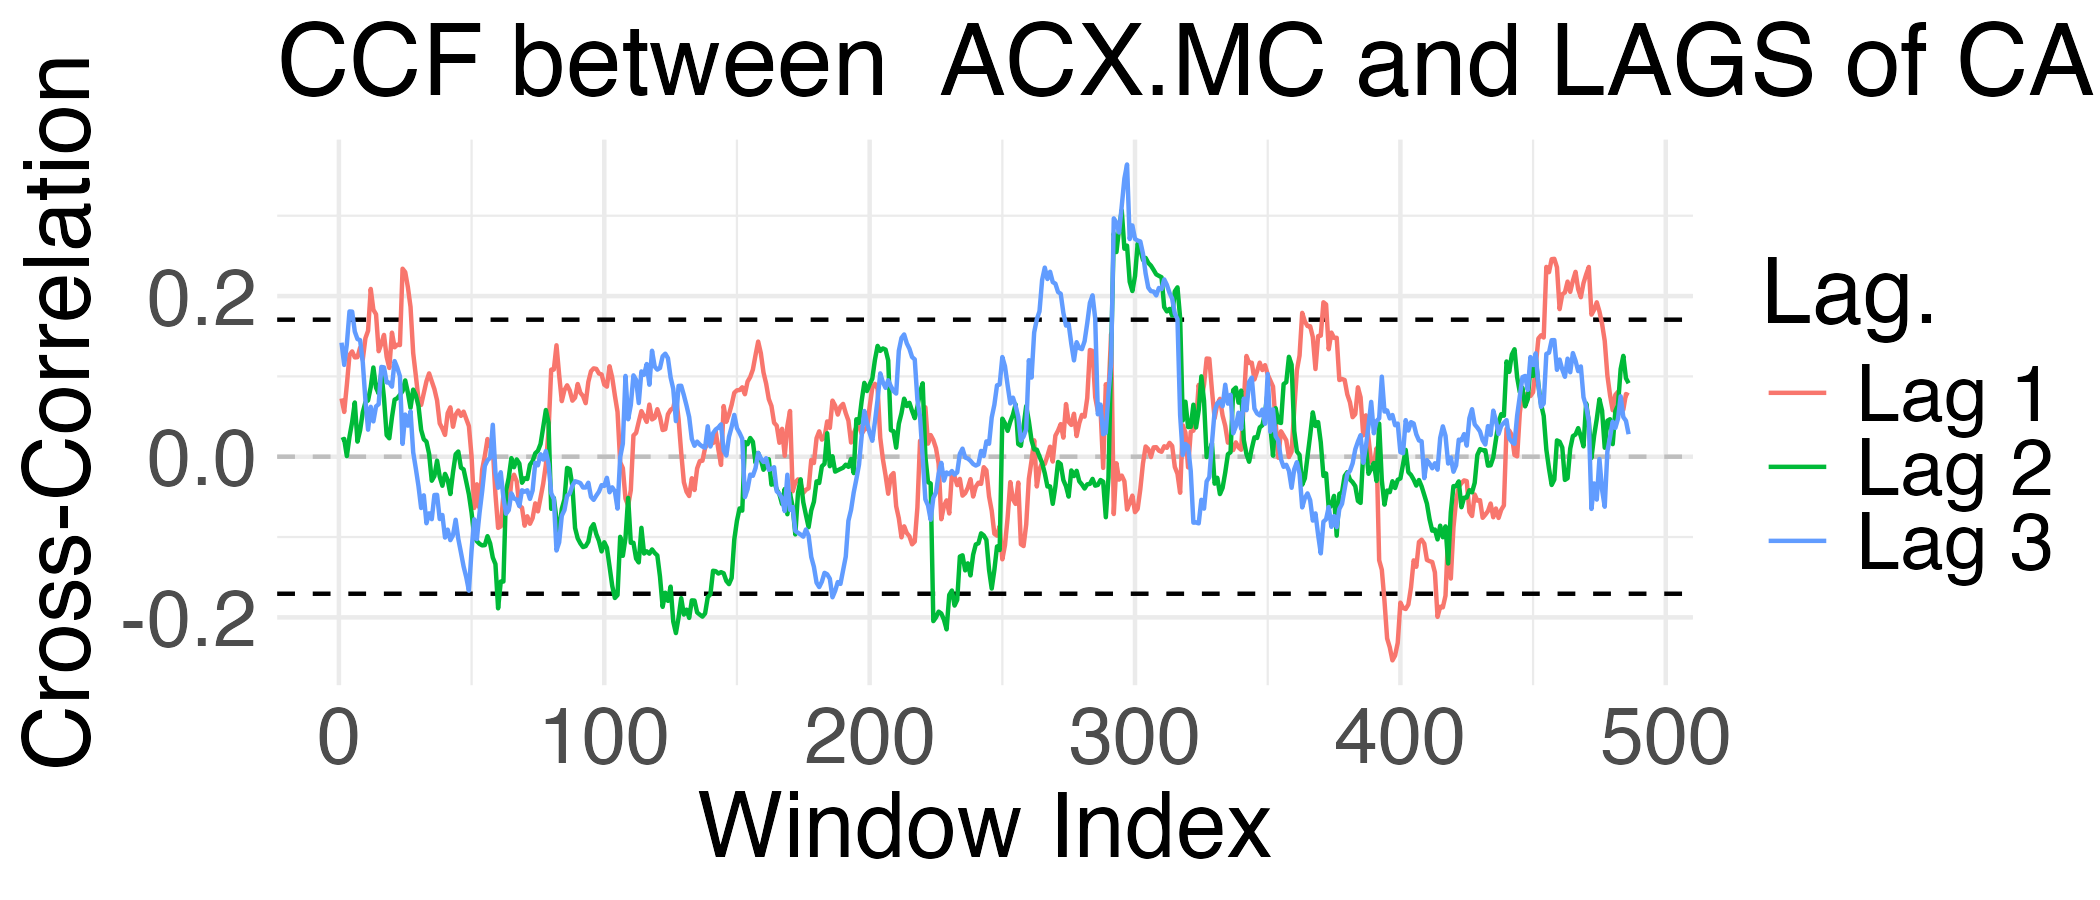 CCF between  ACX.MC and LAGS of CA
Cross-Correlation
0.2
0.0
-0.2
0 100 200 300 400 500
Window Index
Lag.
Lag 1
Lag 2
Lag 3